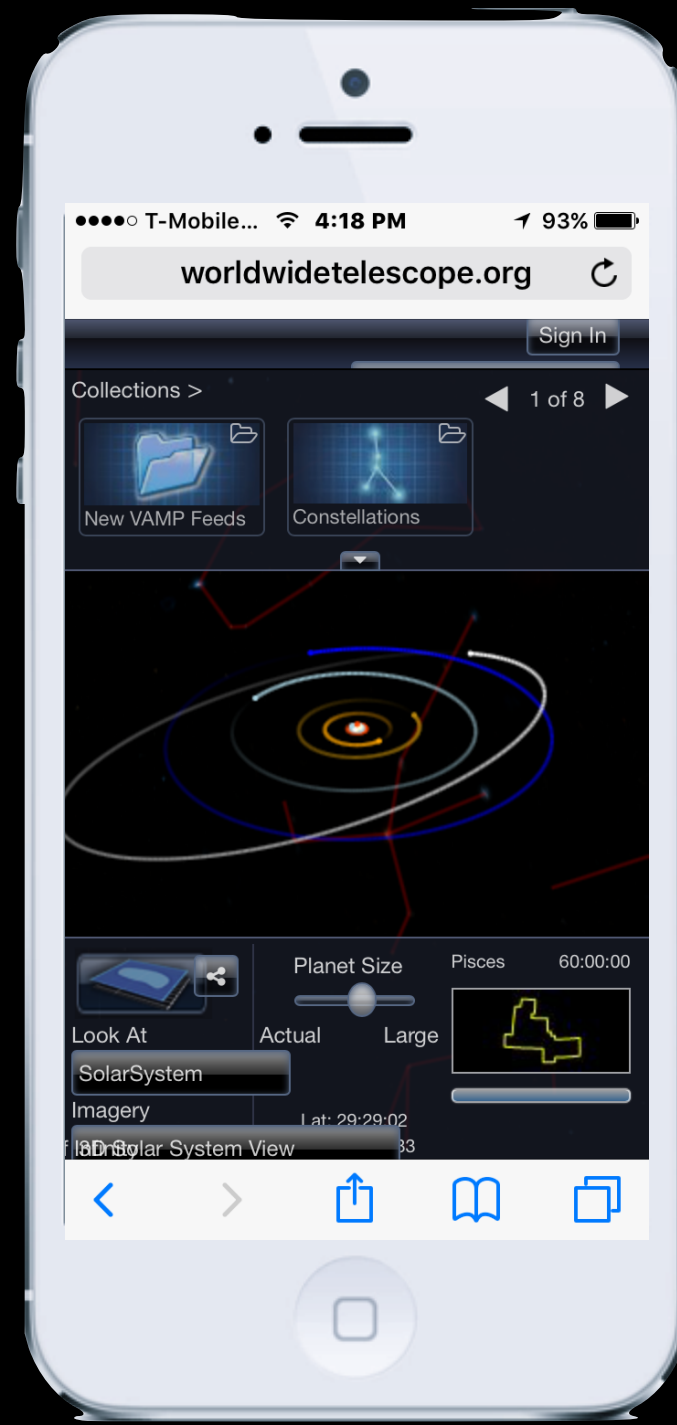 T-Mobile... 4:18 PM 93%
worldwidetelescope.org
Sign In
Collections >
1 of 8
New VAMP Feeds
Constellations
Planet Size
Pisces 60:00:00
Look At
Actual Large
SolarSystem
Imagery
Lat: 29:29:02
Solar System View
33